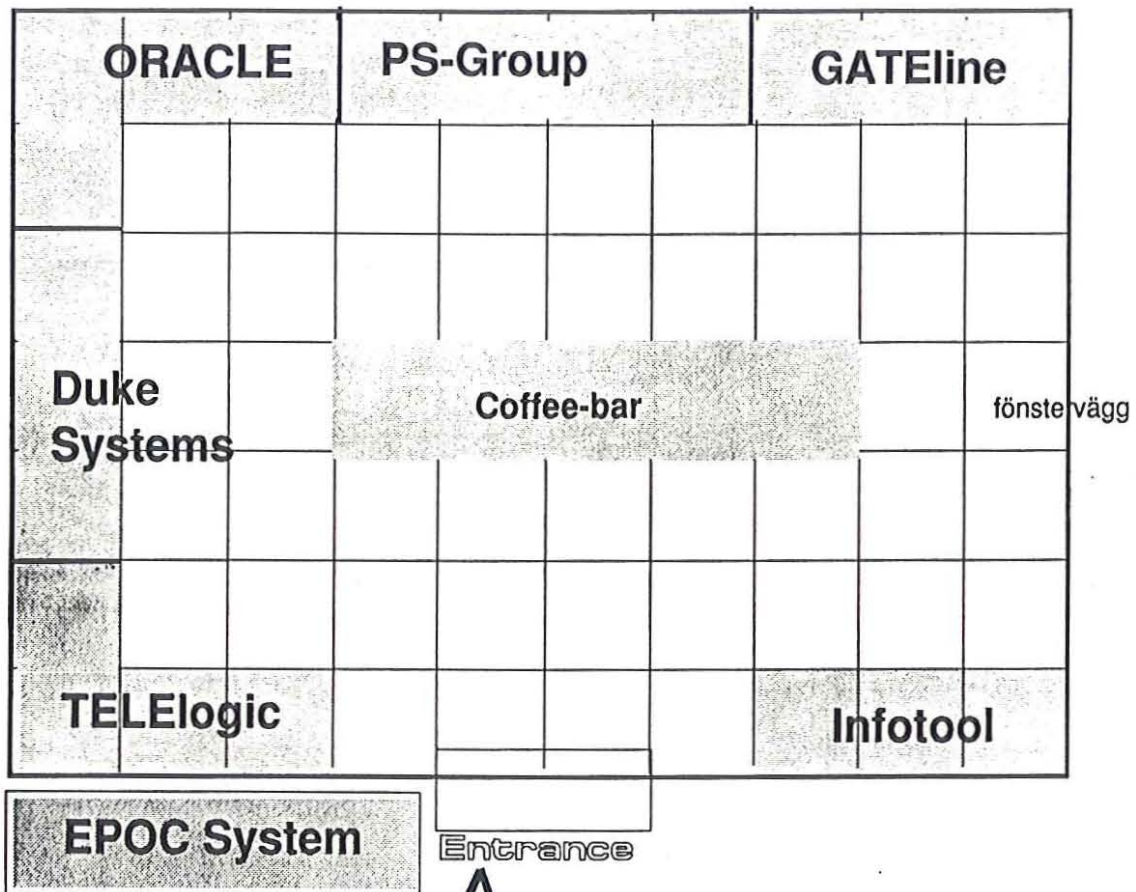 ORACLE
PS-Group
GATEline
Duke
Systems
Coffee-bar
fönstervägg
TELElogic
Infotool
EPOC System
Entrance